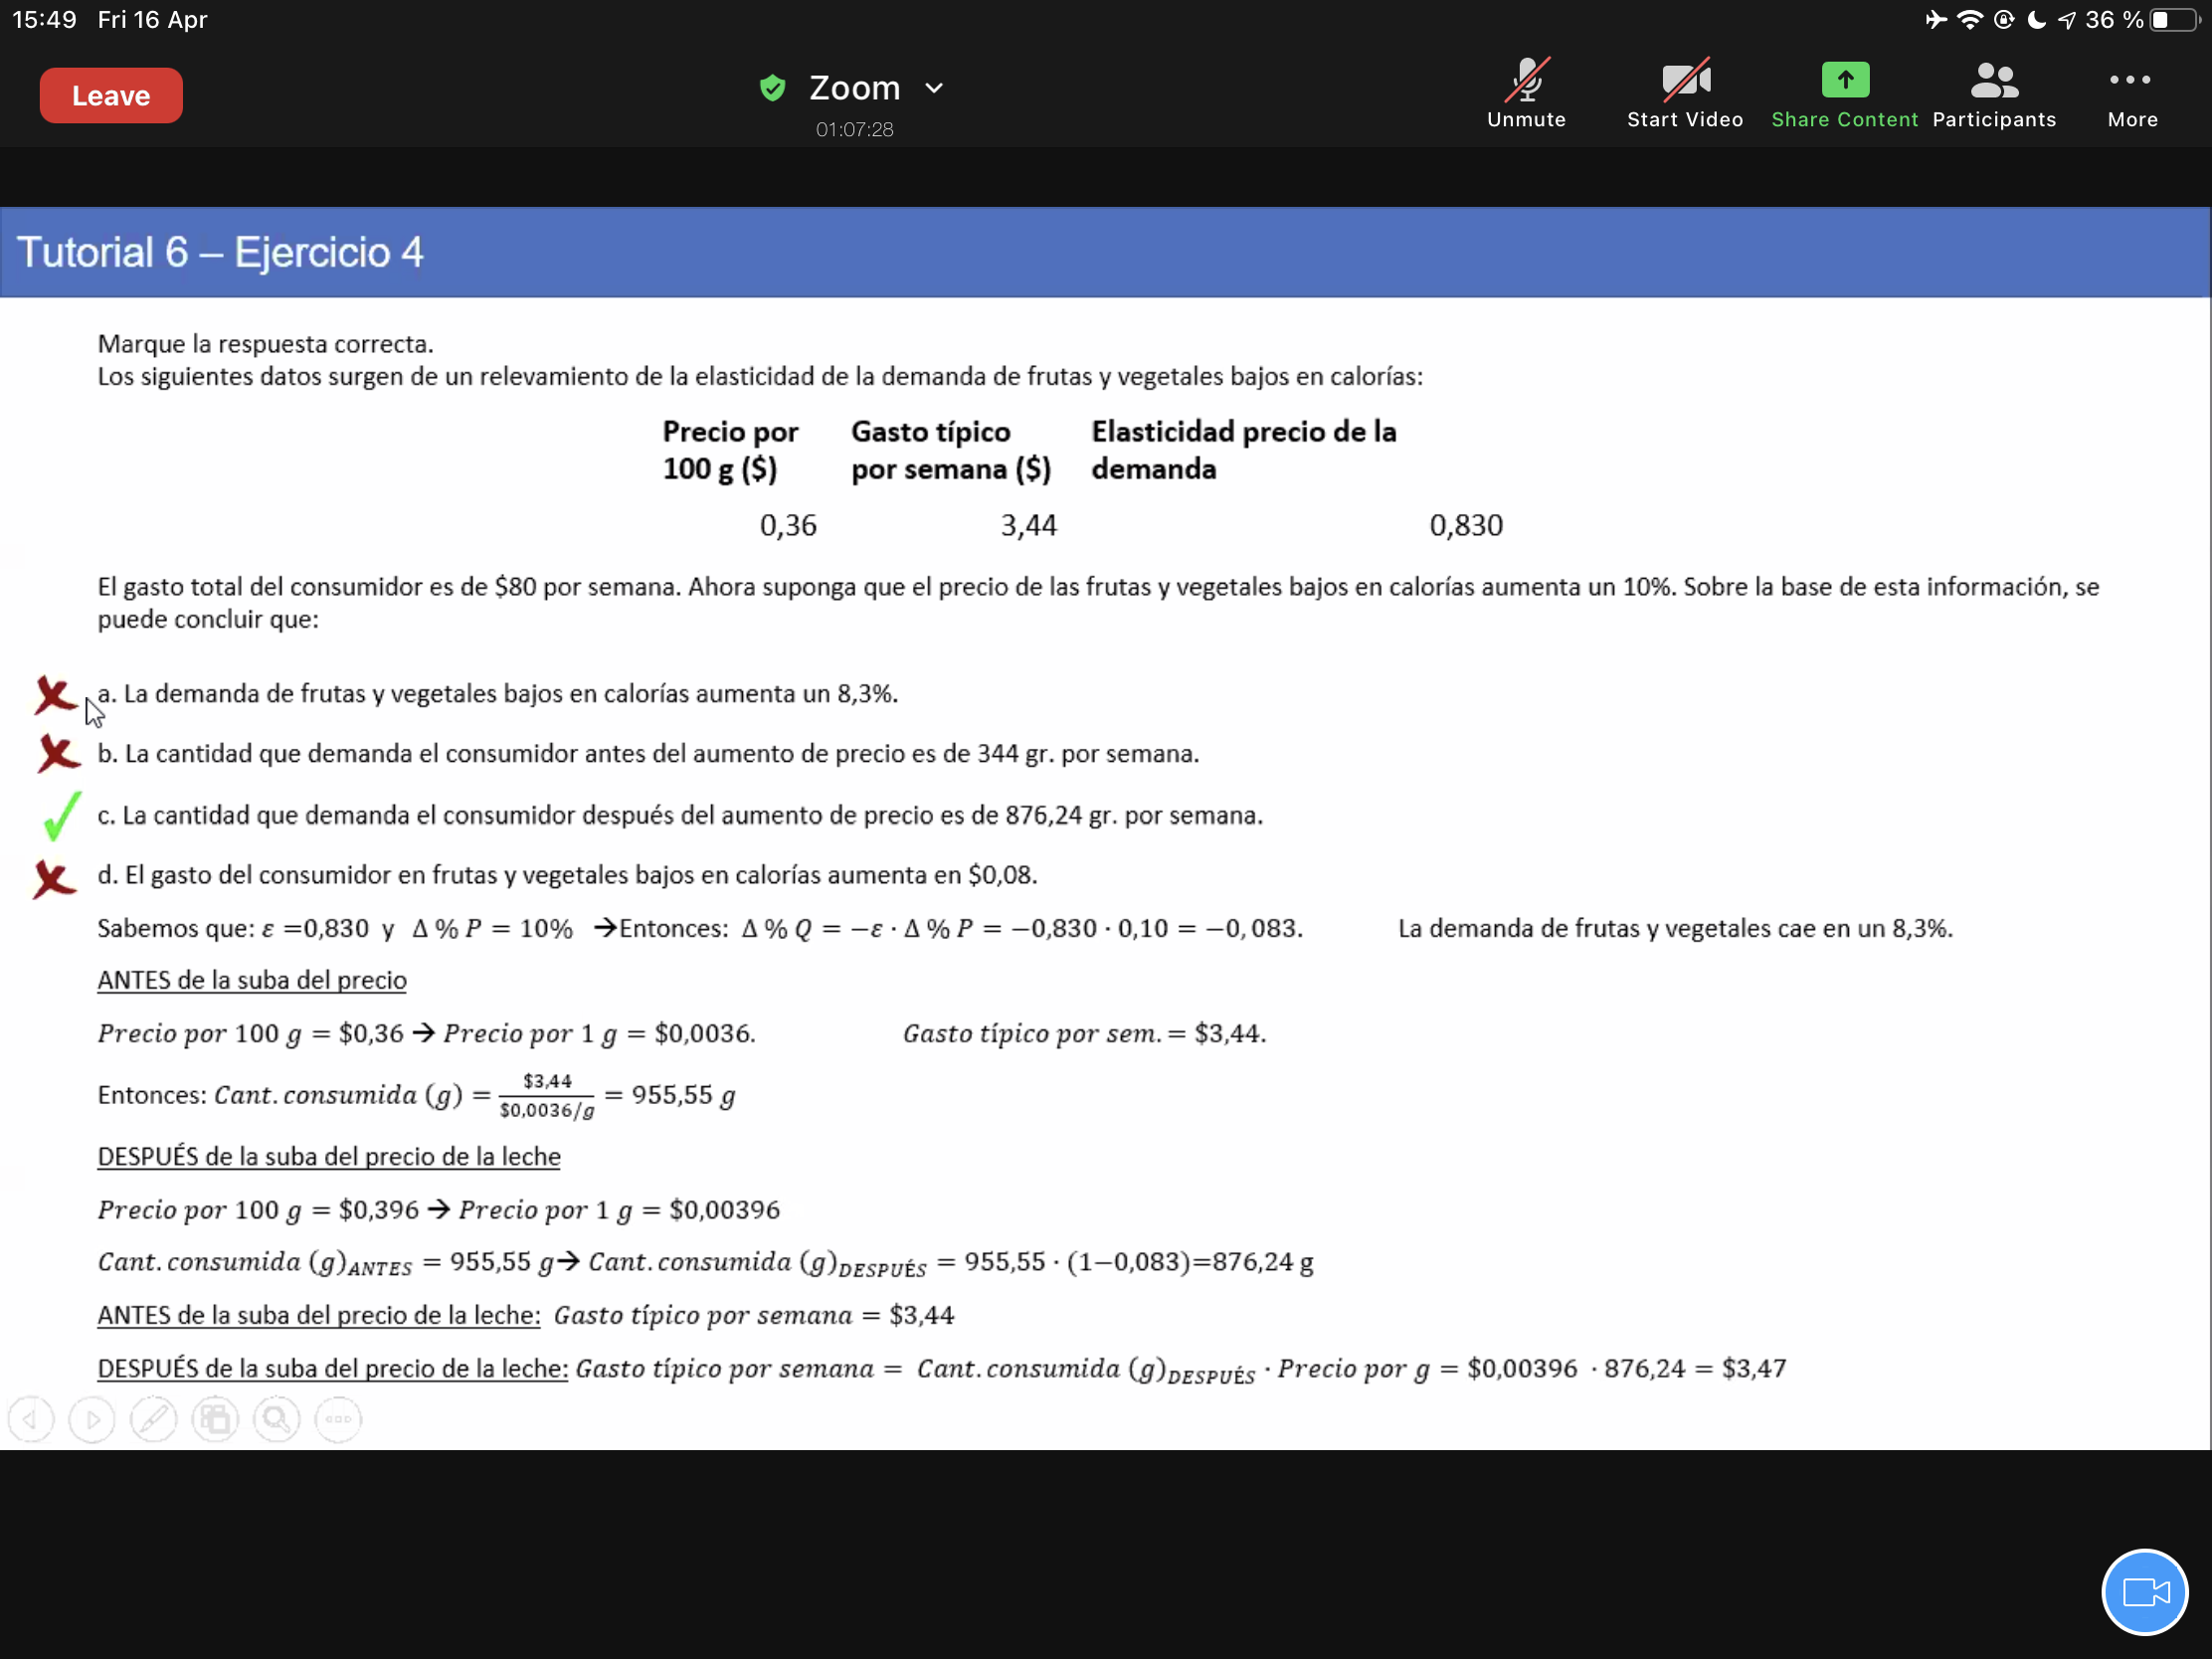 15:49 Fri 16 Apr
36 %
Leave
Zoom
01:07:28
Unmute
Start Video
Share Content
Participants
More
Tutorial 6 – Ejercicio 4
Marque la respuesta correcta.
Los siguientes datos surgen de un relevamiento de la elasticidad de la demanda de frutas y vegetales bajos en calorías:
Precio por 100 g ($) Gasto típico por semana ($) Elasticidad precio de la demanda
0,36 3,44 0,830
El gasto total del consumidor es de $80 por semana. Ahora suponga que el precio de las frutas y vegetales bajos en calorías aumenta un 10%. Sobre la base de esta información, se
puede concluir que:
a. La demanda de frutas y vegetales bajos en calorías aumenta un 8,3%.
b. La cantidad que demanda el consumidor antes del aumento de precio es de 344 gr. por semana.
c. La cantidad que demanda el consumidor después del aumento de precio es de 876,24 gr. por semana.
d. El gasto del consumidor en frutas y vegetales bajos en calorías aumenta en $0,08.
Sabemos que: ε =0,830 y Δ % P = 10% →Entonces: Δ % Q = −ε · Δ % P = −0,830 · 0,10 = −0,083. La demanda de frutas y vegetales cae en un 8,3%.
ANTES de la suba del precio
Precio por 100 g = $0,36 → Precio por 1 g = $0,0036. Gasto típico por sem. = $3,44.
Entonces: Cant. consumida (g) = $3,44 / $0,0036/g = 955,55 g
DESPUÉS de la suba del precio de la leche
Precio por 100 g = $0,396 → Precio por 1 g = $0,00396
Cant. consumida (g)ANTES = 955,55 g→ Cant. consumida (g)DESPUÉS = 955,55 · (1−0,083)=876,24 g
ANTES de la suba del precio de la leche: Gasto típico por semana = $3,44
DESPUÉS de la suba del precio de la leche: Gasto típico por semana = Cant. consumida (g)DESPUÉS · Precio por g = $0,00396 · 876,24 = $3,47